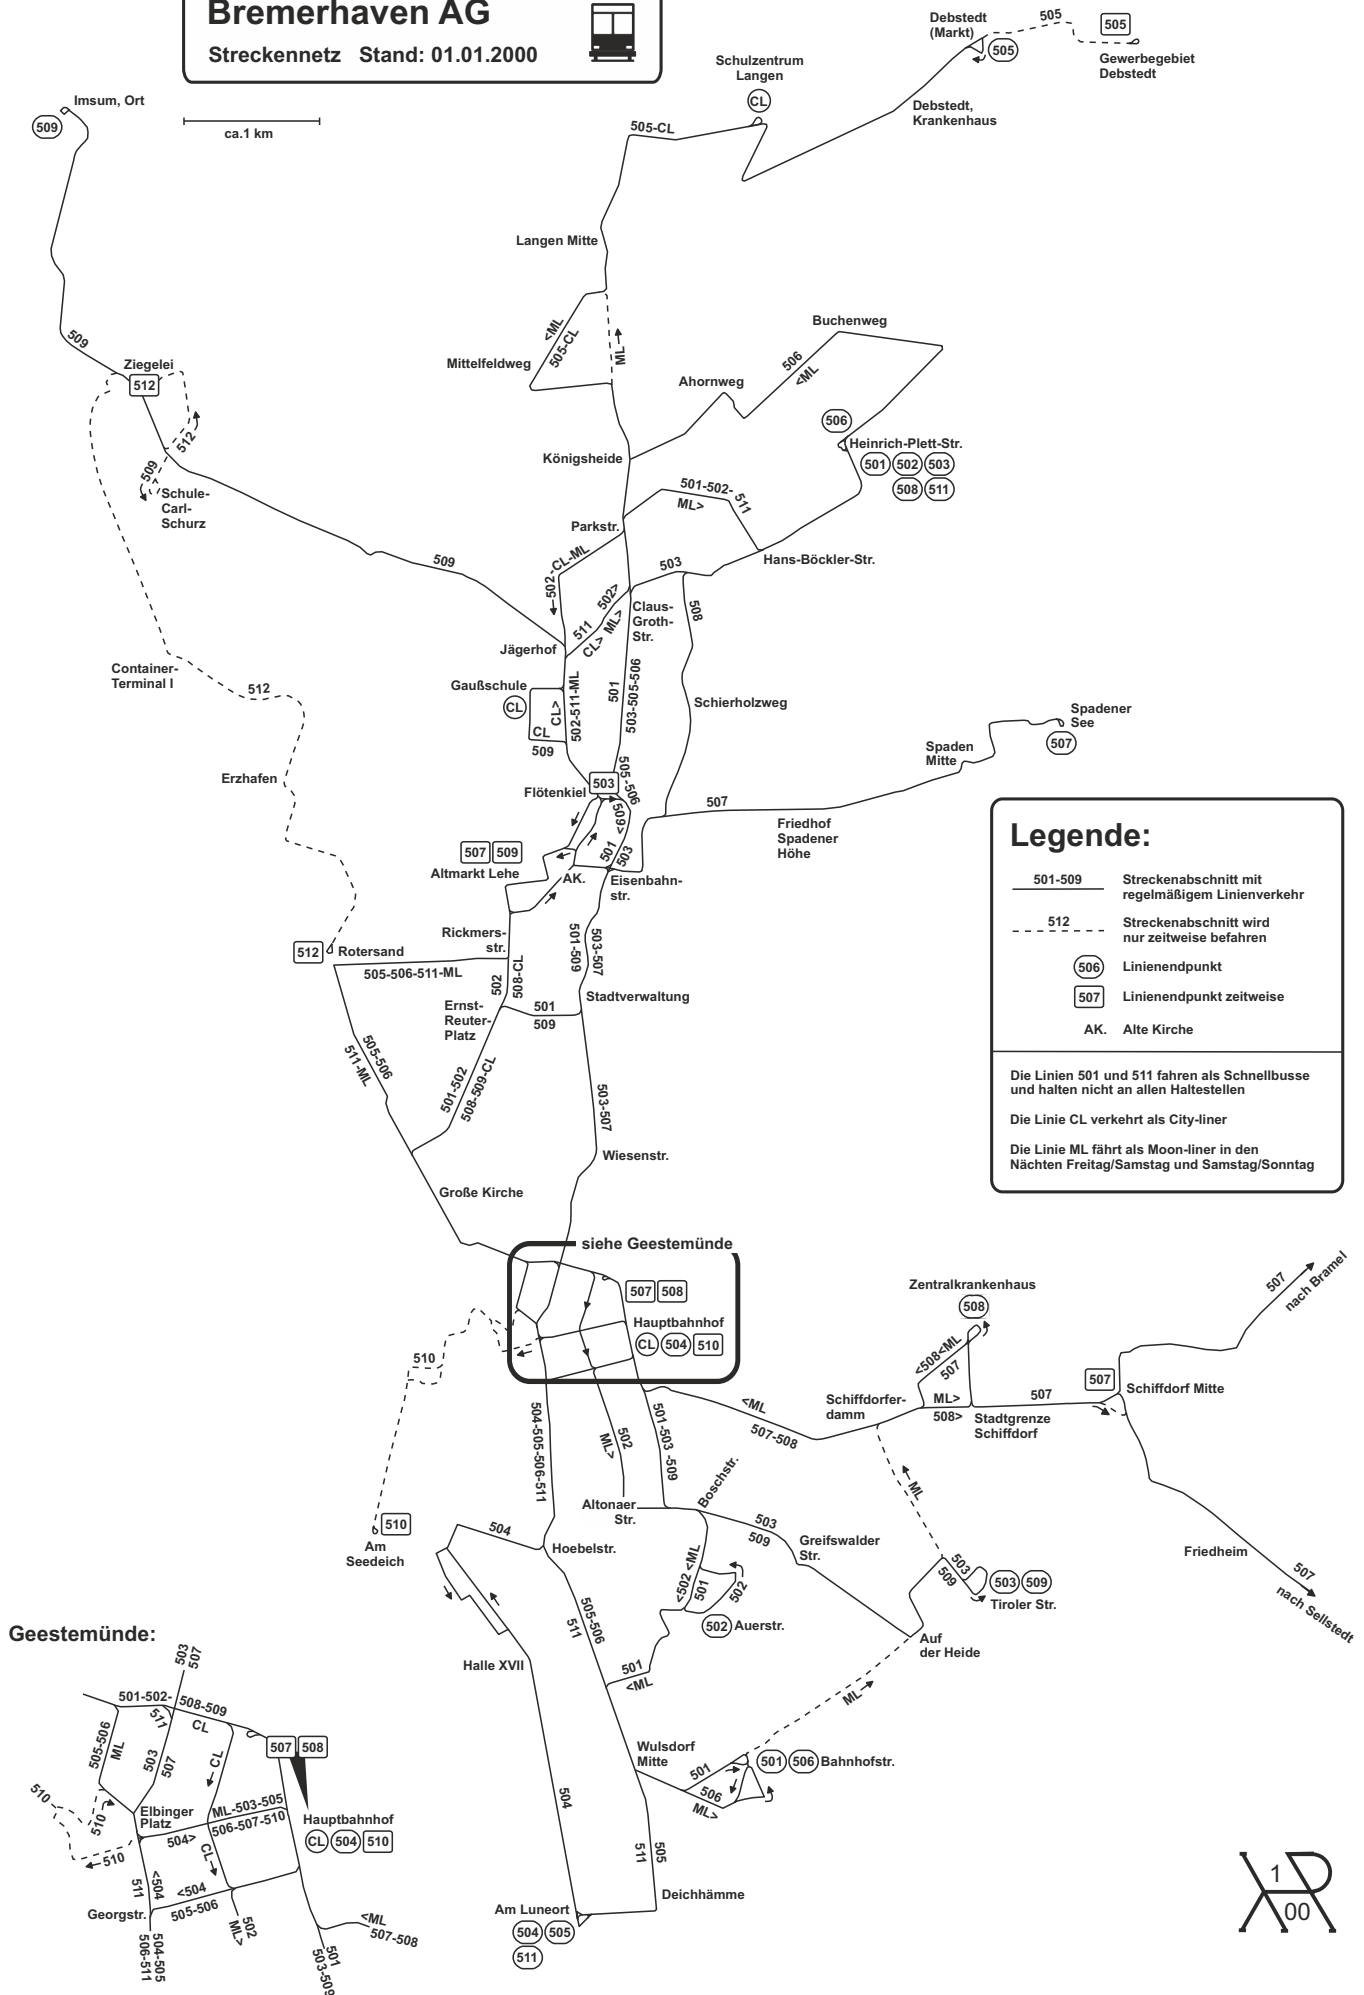 Bremerhaven AG
Streckennetz Stand: 01.01.2000
Debstedt
(Markt)
505
505
505
Gewerbegebiet
Debstedt
Schulzentrum
Langen
CL
Debstedt,
Krankenhaus
Imsum, Ort
509
ca.1 km
505-CL
Langen Mitte
<ML
505-CL
ML
Mittelfeldweg
Buchenweg
506
<ML
Ahornweg
509
Ziegelei
512
512
509
Schule-
Carl-
Schurz
506
Heinrich-Plett-Str.
501 502 503
508 511
Königsheide
501-502-
511
ML>
Parkstr.
Hans-Böckler-Str.
509
502
-CL-ML
503
502>
511
CL>
ML>
Claus-
Groth-
Str.
508
Jägerhof
Container-
Terminal I
512
Gaußschule
CL
CL>
CL
509
502-511-ML
501
503-505-506
Schierholzweg
Spadener
See
507
Spaden
Mitte
Erzhafen
503
Flötenkiel
505-506
509>
507
Friedhof
Spadener
Höhe
507 509
Altmarkt Lehe
AK.
501
503
Eisenbahn-
str.
Legende:
501-509
Streckenabschnitt mit
regelmäßigem Linienverkehr
512
Streckenabschnitt wird
nur zeitweise befahren
506
Linienendpunkt
507
Linienendpunkt zeitweise
AK. Alte Kirche
Die Linien 501 und 511 fahren als Schnellbusse
und halten nicht an allen Haltestellen
Die Linie CL verkehrt als City-liner
Die Linie ML fährt als Moon-liner in den
Nächten Freitag/Samstag und Samstag/Sonntag
Rickmers-
str.
512
Rotersand
505-506-511-ML
502
508-CL
501-509
503-507
Stadtverwaltung
Ernst-
Reuter-
Platz
501
509
505-506
511-ML
501-502
508-509-CL
503-507
Wiesenstr.
Große Kirche
siehe Geestemünde
507 508
Hauptbahnhof
CL 504 510
Zentralkrankenhaus
508
507
nach Bramel
510
<508<ML
507
507
Schiffdorf Mitte
507
Schiffdorfer-
damm
ML>
508>
Stadtgrenze
Schiffdorf
<ML
507-508
504-505-506-511
502
ML>
501-503 -509
Altonaer
Str.
Boschstr.
ML
503
509
Greifswalder
Str.
510
Am
Seedeich
504
Hoebelstr.
<502 <ML
501
502
502 Auerstr.
503
509
503 509
Tiroler Str.
Friedheim
507
nach Sellstedt
505-506
511
Auf
der Heide
Geestemünde:
Halle XVII
501
<ML
ML
503
507
501-502-
508-509
511
CL
505-506
ML
503
507
CL
507 508
Hauptbahnhof
CL 504 510
510
510
510
Elbinger
Platz
ML-503-505
506-507-510
504>
CL
511
<504
<504
505-506
Georgstr.
504-505
506-511
502
ML>
<ML
507-508
501
503-509
Wulsdorf
Mitte
501
506
ML>
501 506 Bahnhofstr.
504
505
511
Am Luneort
504 505
511
Deichhämme
1
00